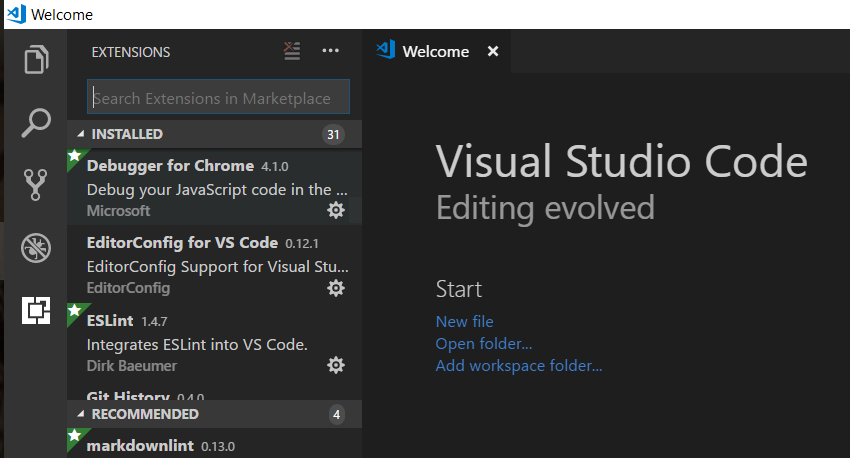 Welcome
EXTENSIONS
Search Extensions in Marketplace
INSTALLED 31
Debugger for Chrome 4.1.0
Debug your JavaScript code in the ...
Microsoft
EditorConfig for VS Code 0.12.1
EditorConfig Support for Visual Stu...
EditorConfig
ESLint 1.4.7
Integrates ESLint into VS Code.
Dirk Baeumer
Git History 0.4.0
RECOMMENDED 4
markdownlint 0.13.0
Welcome
Visual Studio Code
Editing evolved
Start
New file
Open folder...
Add workspace folder...